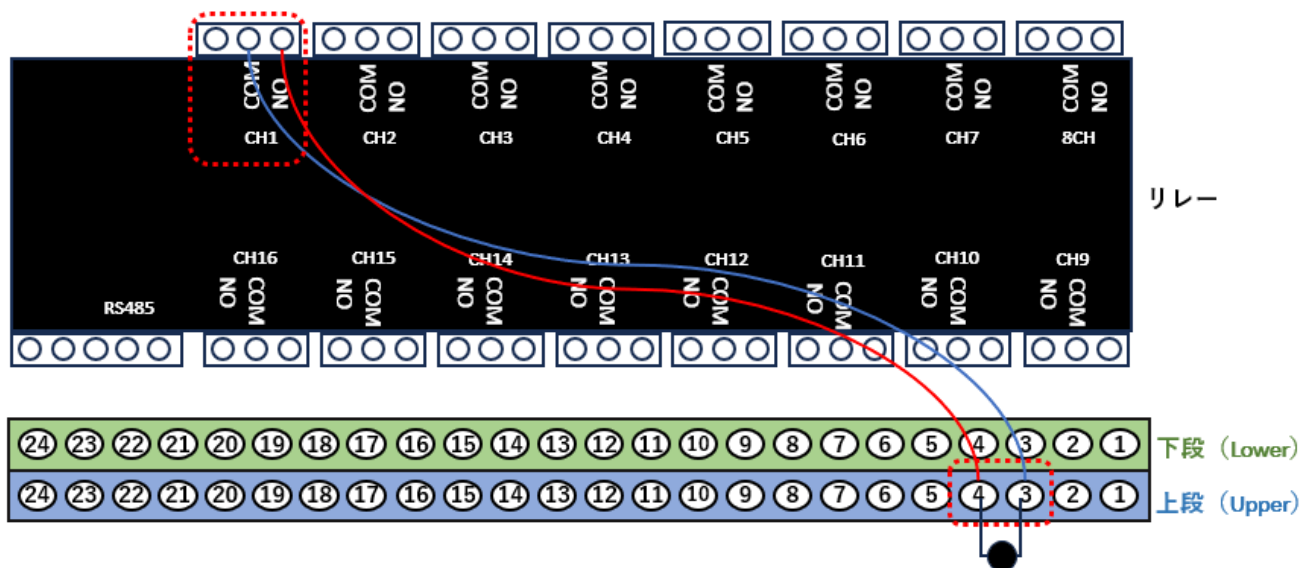 COM NO COM NO COM NO COM NO COM NO COM NO COM NO COM NO
CH1 CH2 CH3 CH4 CH5 CH6 CH7 8CH
リレー
CH16 CH15 CH14 CH13 CH12 CH11 CH10 CH9
NO COM NO COM NO COM NO COM NO COM NO COM NO COM NO COM
RS485
24 23 22 21 20 19 18 17 16 15 14 13 12 11 10 9 8 7 6 5 4 3 2 1 下段（Lower）
24 23 22 21 20 19 18 17 16 15 14 13 12 11 10 9 8 7 6 5 4 3 2 1 上段（Upper）